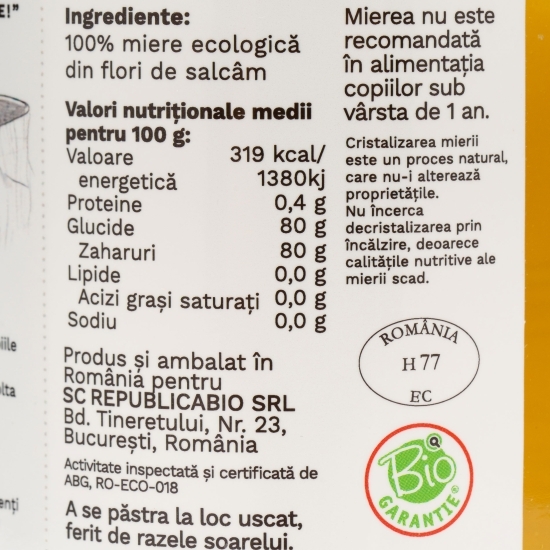 E!"
Ingrediente:
100% miere ecologică
din flori de salcâm
Valori nutriționale medii
pentru 100 g:
Valoare 319 kcal/
energetică 1380kj
Proteine 0,4 g
Glucide 80 g
Zaharuri 80 g
Lipide 0,0 g
Acizi grași saturați 0,0 g
Sodiu 0,0 g
Produs și ambalat în
România pentru
SC REPUBLICABIO SRL
Bd. Tineretului, Nr. 23,
București, România
Activitate inspectată și certificată de
ABG, RO-ECO-018
A se păstra la loc uscat,
ferit de razele soarelui.
Mierea nu este
recomandată
în alimentația
copiilor sub
vârsta de 1 an.
Cristalizarea mierii
este un proces natural,
care nu-i alterează
proprietățile.
Nu încerca
decristalizarea prin
încălzire, deoarece
calitățile nutritive ale
mierii scad.
ROMÂNIA
H 77
EC
Bio
GARANTIE®